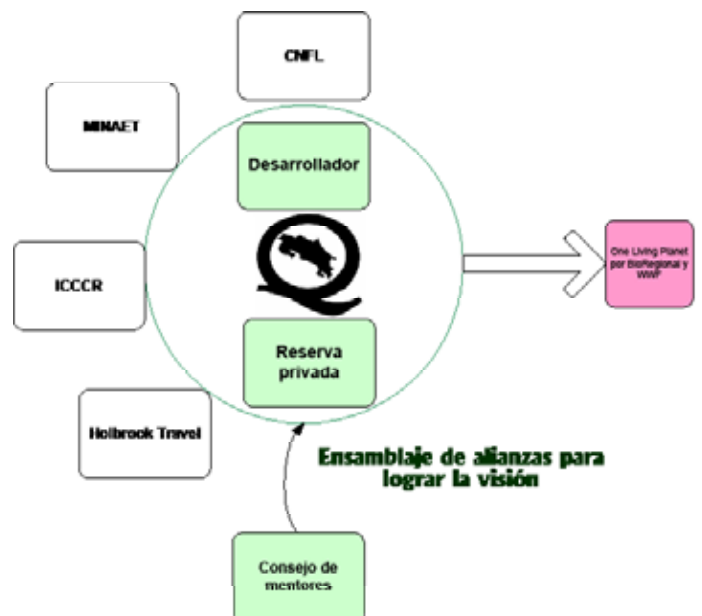 CNFL
MINAET
Desarrollador
One Living Planet
por BioRegional y
WWF
ICCCR
Reserva
privada
Holbrook Travel
Ensamblaje de alianzas para
lograr la visión
Consejo de
mentores